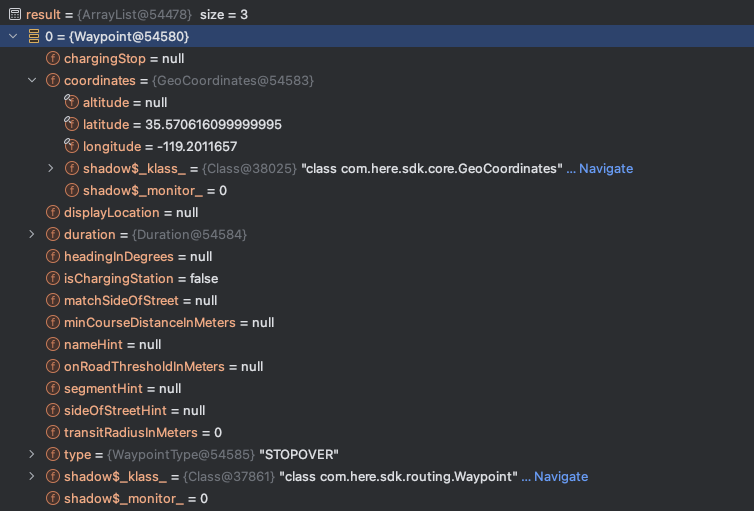 result = {ArrayList@54478} size = 3
0 = {Waypoint@54580}
chargingStop = null
coordinates = {GeoCoordinates@54583}
altitude = null
latitude = 35.570616099999995
longitude = -119.2011657
shadow$_klass_ = {Class@38025} "class com.here.sdk.core.GeoCoordinates" ... Navigate
shadow$_monitor_ = 0
displayLocation = null
duration = {Duration@54584}
headingInDegrees = null
isChargingStation = false
matchSideOfStreet = null
minCourseDistanceInMeters = null
nameHint = null
onRoadThresholdInMeters = null
segmentHint = null
sideOfStreetHint = null
transitRadiusInMeters = 0
type = {WaypointType@54585} "STOPOVER"
shadow$_klass_ = {Class@37861} "class com.here.sdk.routing.Waypoint" ... Navigate
shadow$_monitor_ = 0